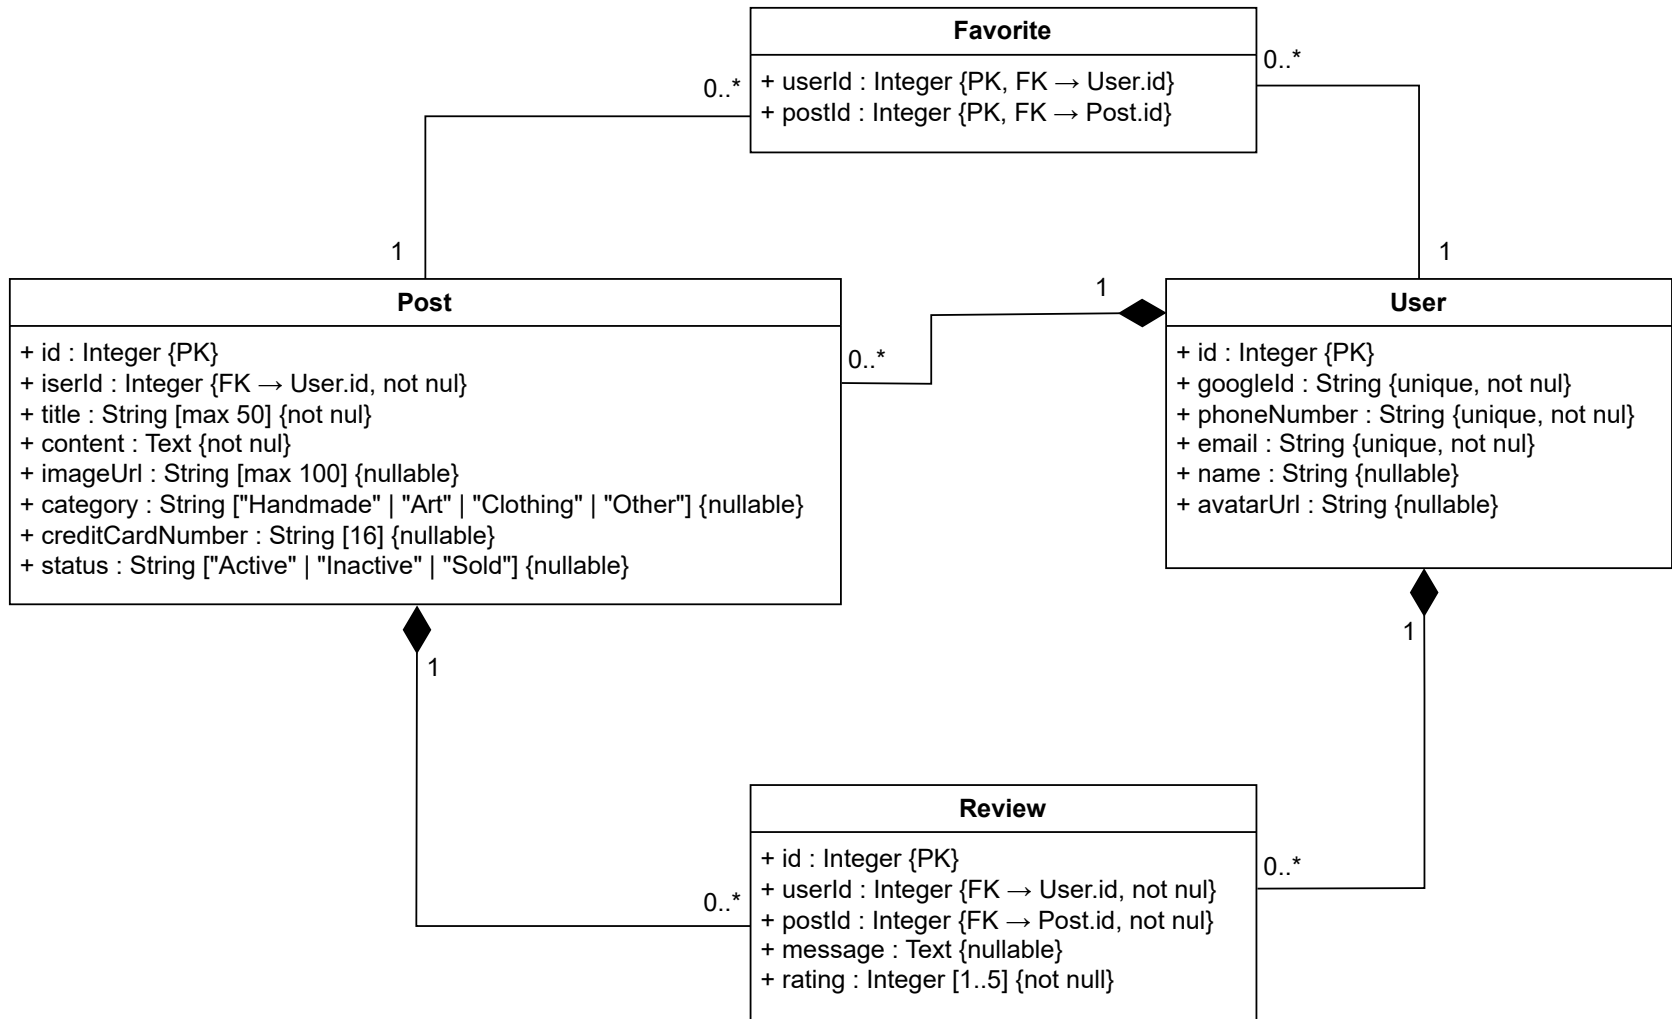 Favorite
+ userId : Integer {PK, FK → User.id}
+ postId : Integer {PK, FK → Post.id}
0..*
0..*
1
1
Post
+ id : Integer {PK}
+ iserId : Integer {FK → User.id, not nul}
+ title : String [max 50] {not nul}
+ content : Text {not nul}
+ imageUrl : String [max 100] {nullable}
+ category : String ["Handmade" | "Art" | "Clothing" | "Other"] {nullable}
+ creditCardNumber : String [16] {nullable}
+ status : String ["Active" | "Inactive" | "Sold"] {nullable}
1
0..*
User
+ id : Integer {PK}
+ googleId : String {unique, not nul}
+ phoneNumber : String {unique, not nul}
+ email : String {unique, not nul}
+ name : String {nullable}
+ avatarUrl : String {nullable}
1
1
Review
+ id : Integer {PK}
+ userId : Integer {FK → User.id, not nul}
+ postId : Integer {FK → Post.id, not nul}
+ message : Text {nullable}
+ rating : Integer [1..5] {not null}
0..*
0..*